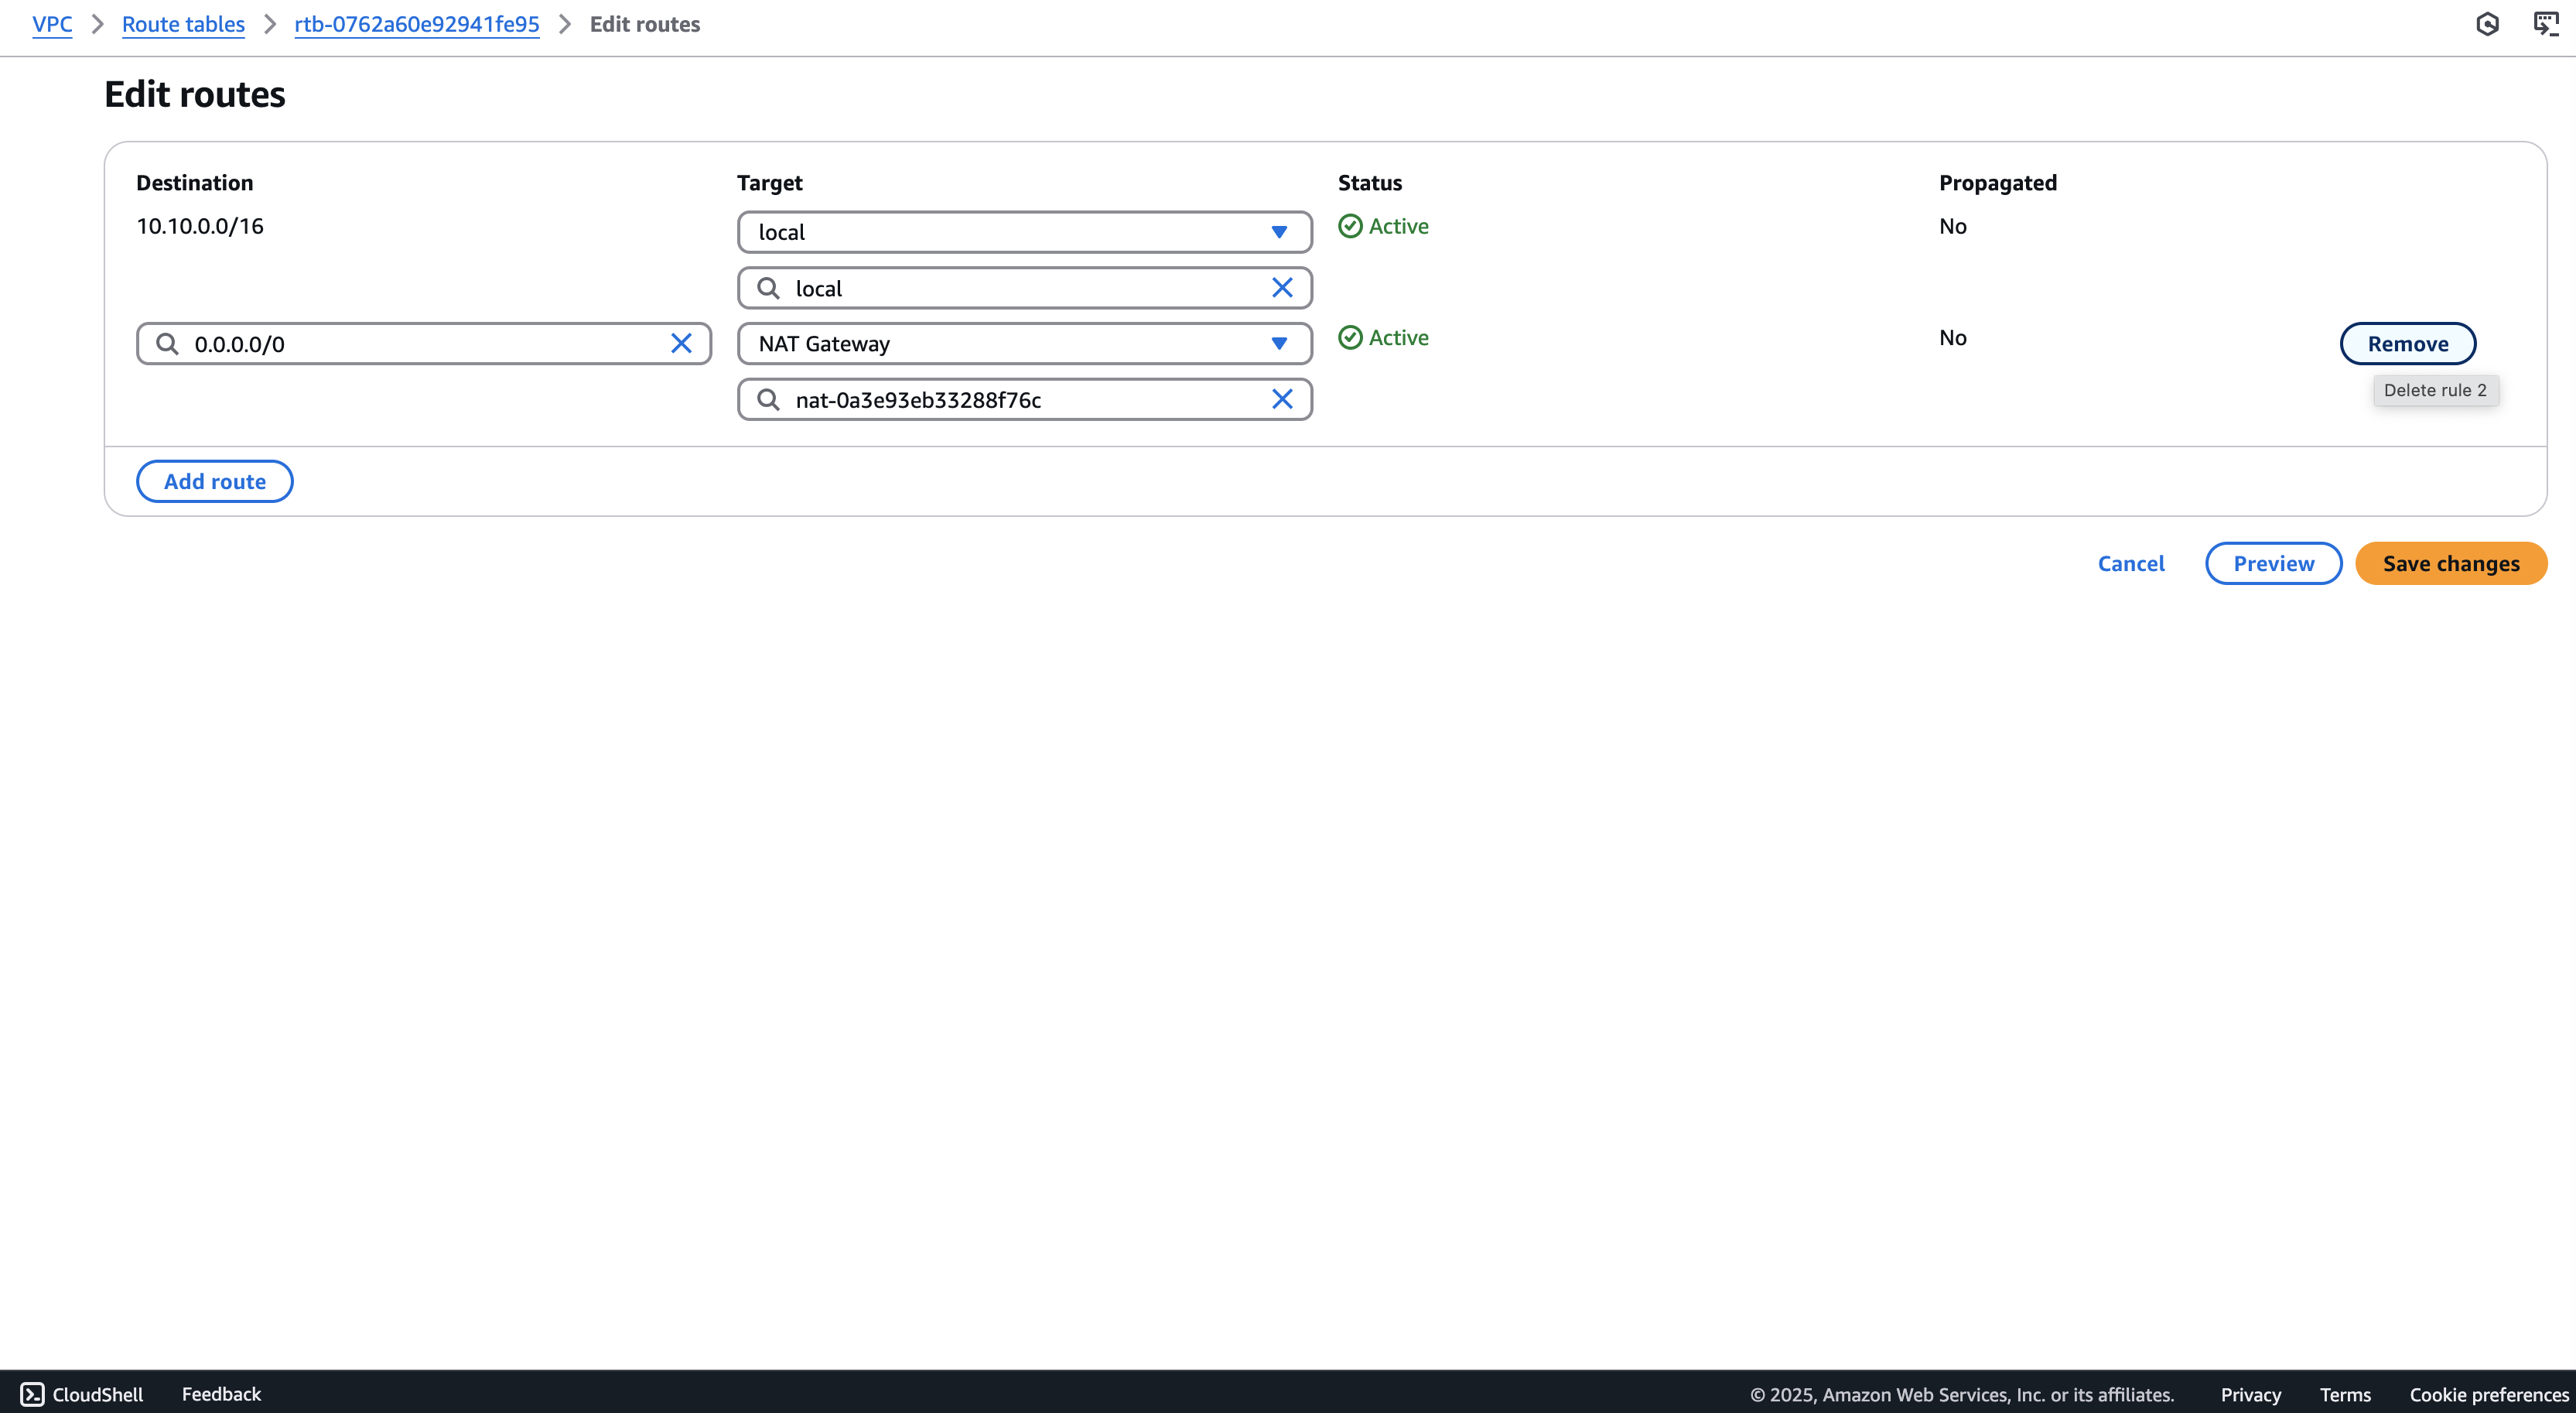 VPC > Route tables > rtb-0762a60e92941fe95 > Edit routes
Edit routes
Destination Target Status Propagated
10.10.0.0/16 local Active No
local
0.0.0.0/0 NAT Gateway Active No Remove
Delete rule 2
nat-0a3e93eb33288f76c
Add route
Cancel Preview Save changes
CloudShell Feedback © 2025, Amazon Web Services, Inc. or its affiliates. Privacy Terms Cookie preferences